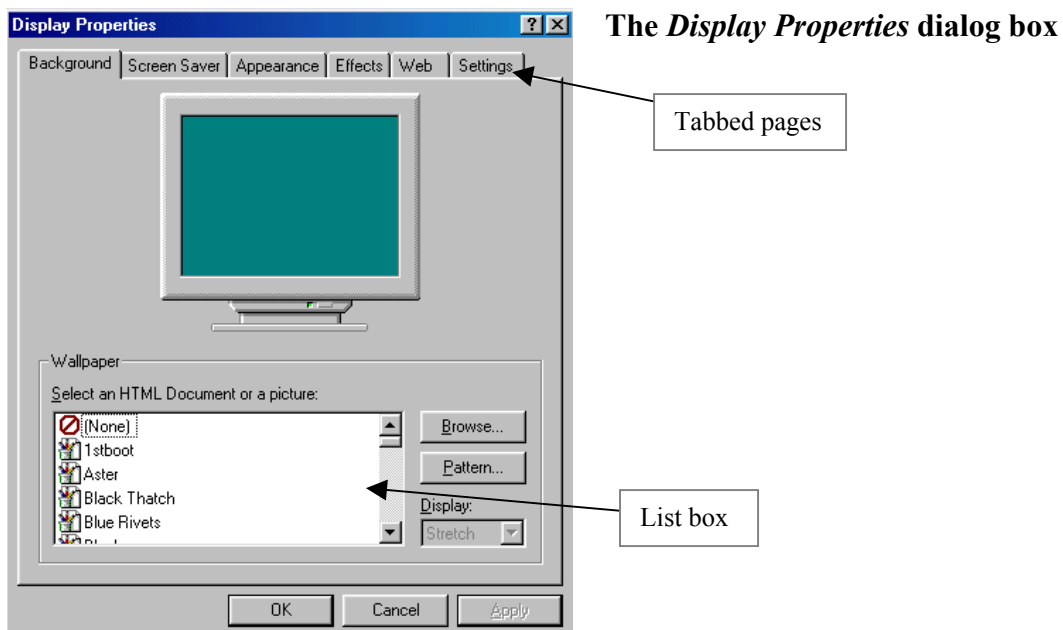 Display Properties
The Display Properties dialog box
Background Screen Saver Appearance Effects Web Settings
Tabbed pages
Wallpaper
Select an HTML Document or a picture:
(None)
1stboot
Aster
Black Thatch
Blue Rivets
Browse...
Pattern...
Display:
Stretch
List box
OK Cancel Apply